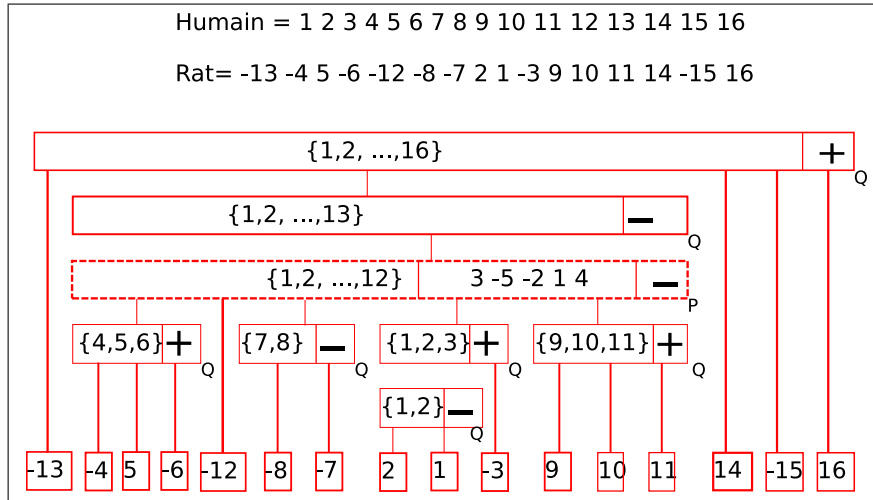 Humain = 1 2 3 4 5 6 7 8 9 10 11 12 13 14 15 16
Rat= -13 -4 5 -6 -12 -8 -7 2 1 -3 9 10 11 14 -15 16
{1,2, ...,16} +
Q
{1,2, ...,13} −
Q
{1,2, ...,12} 3 -5 -2 1 4 −
P
{4,5,6} + {7,8} − {1,2,3} + {9,10,11} +
Q Q Q Q
{1,2} −
Q
-13 -4 5 -6 -12 -8 -7 2 1 -3 9 10 11 14 -15 16